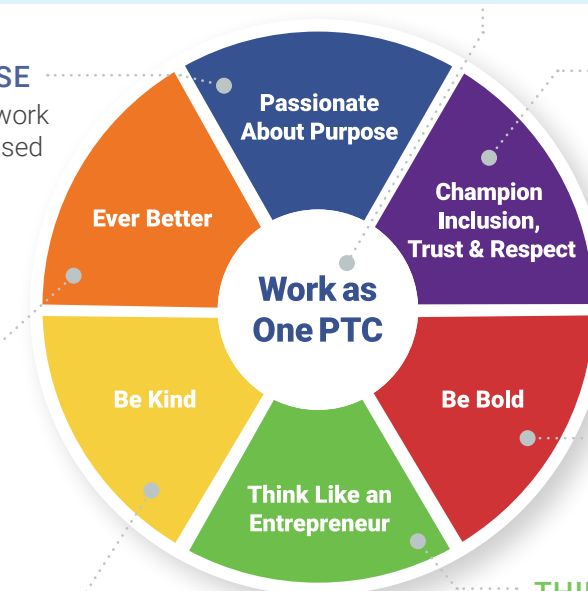 SE
work
sed
Passionate
About Purpose
Champion
Inclusion,
Trust & Respect
Ever Better
Work as
One PTC
Be Kind
Be Bold
Think Like an
Entrepreneur
THIN